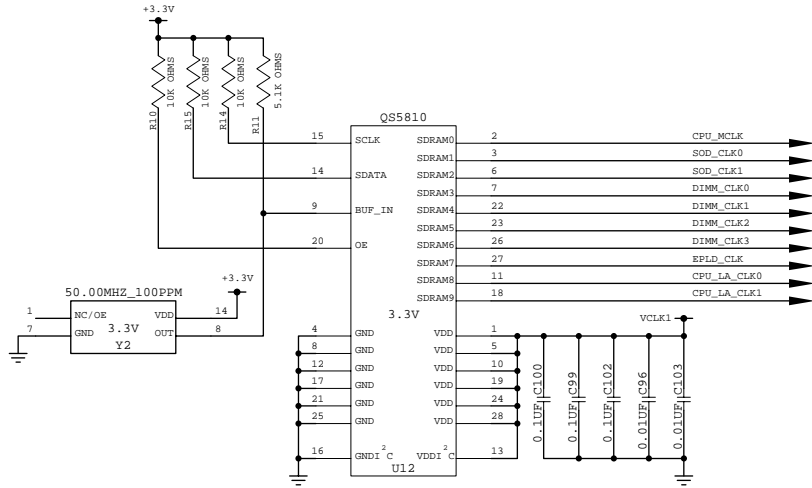 +3.3V
R10
10K OHMS
R15
10K OHMS
R14
10K OHMS
R11
5.1K OHMS
QS5810
15 SCLK
14 SDATA
9 BUF_IN
20 OE
SDRAM0 2 CPU_MCLK
SDRAM1 3 SOD_CLK0
SDRAM2 6 SOD_CLK1
SDRAM3 7 DIMM_CLK0
SDRAM4 22 DIMM_CLK1
SDRAM5 23 DIMM_CLK2
SDRAM6 26 DIMM_CLK3
SDRAM7 27 EPLD_CLK
SDRAM8 11 CPU_LA_CLK0
SDRAM9 18 CPU_LA_CLK1
+3.3V
50.00MHZ_100PPM
1 NC/OE VDD 14
7 GND 3.3V OUT 8
Y2
3.3V
VCLK1
4 GND VDD 1
8 GND VDD 5
12 GND VDD 10
17 GND VDD 19
21 GND VDD 24
25 GND VDD 28
16 GNDI²C VDDI²C 13
U12
0.1UF C100
0.1UF C99
0.1UF C102
0.01UF C96
0.01UF C103